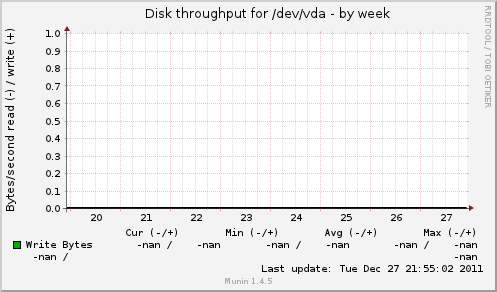 Disk throughput for /dev/vda - by week
RRDTOOL / TOBI OETIKER
Bytes/second read (-) / write (+)
1.0
0.9
0.8
0.7
0.6
0.5
0.4
0.3
0.2
0.1
0.0
20 21 22 23 24 25 26 27
Cur (-/+) Min (-/+) Avg (-/+) Max (-/+)
Write Bytes -nan / -nan -nan / -nan -nan / -nan
-nan / -nan
Last update: Tue Dec 27 21:55:02 2011
Munin 1.4.5